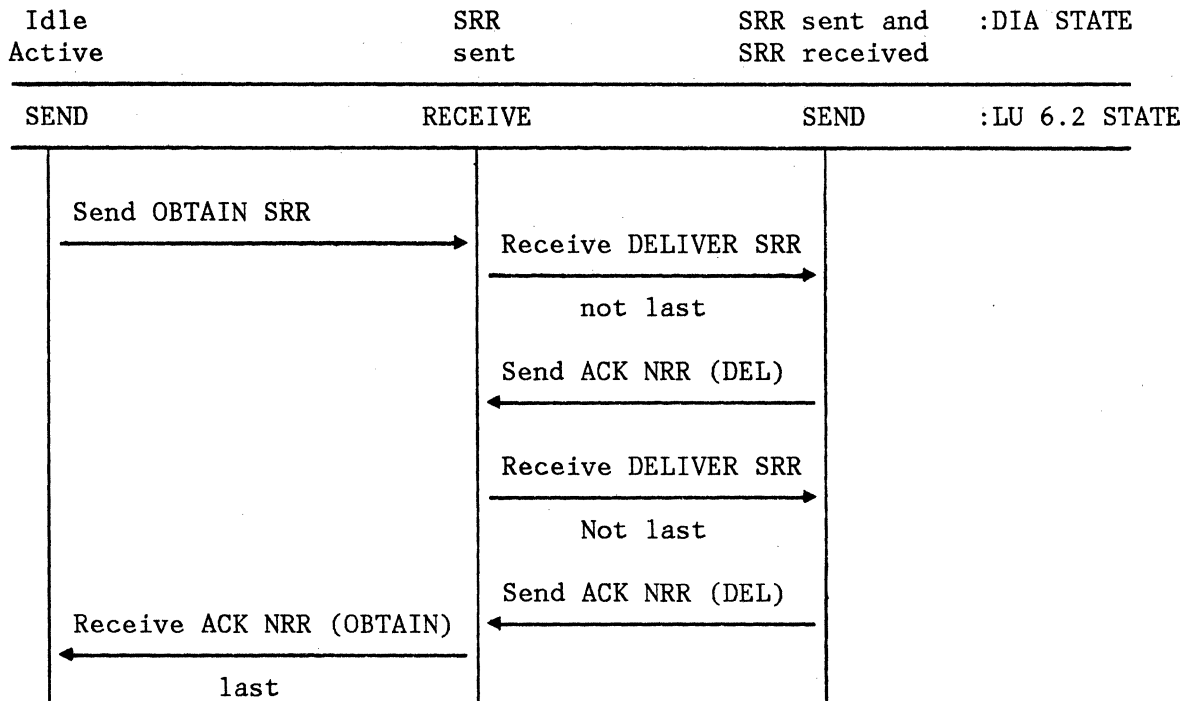 Idle SRR SRR sent and :DIA STATE
Active sent SRR received
SEND RECEIVE SEND :LU 6.2 STATE
Send OBTAIN SRR
Receive DELIVER SRR
not last
Send ACK NRR (DEL)
Receive DELIVER SRR
Not last
Send ACK NRR (DEL)
Receive ACK NRR (OBTAIN)
last